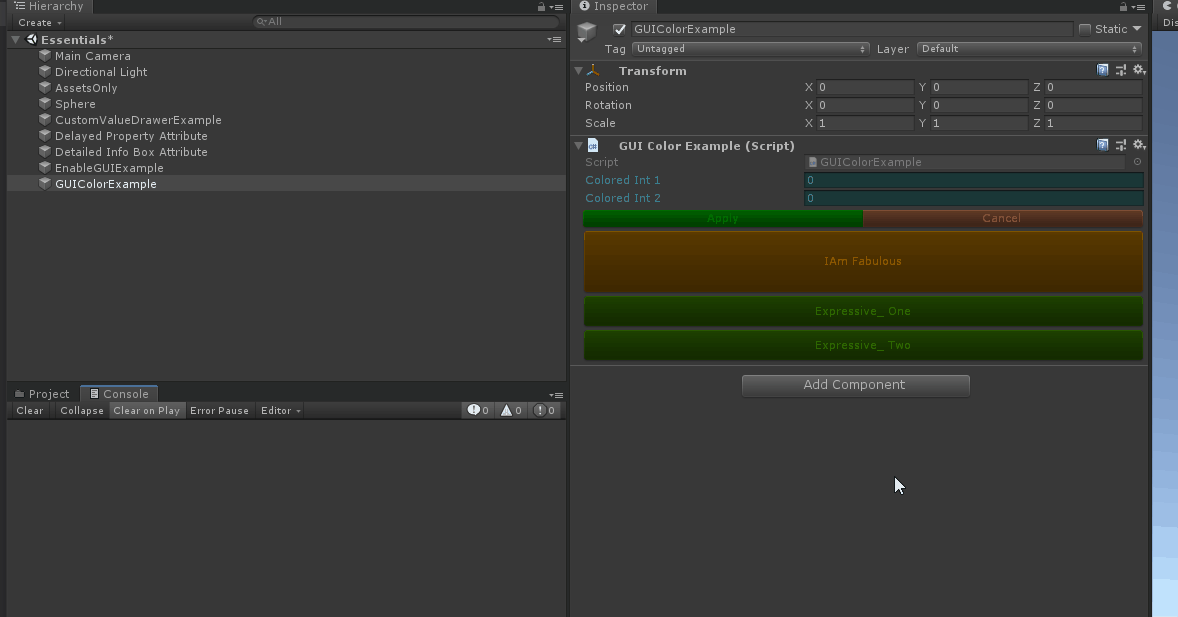 Hierarchy
Create
All
Essentials*
Main Camera
Directional Light
AssetsOnly
Sphere
CustomValueDrawerExample
Delayed Property Attribute
Detailed Info Box Attribute
EnableGUIExample
GUIColorExample
Project
Console
Clear
Collapse
Clear on Play
Error Pause
Editor
0
0
0
Inspector
GUIColorExample
Static
Tag Untagged
Layer Default
Transform
Position X 0 Y 0 Z 0
Rotation X 0 Y 0 Z 0
Scale X 1 Y 1 Z 1
GUI Color Example (Script)
Script GUIColorExample
Colored Int 1 0
Colored Int 2 0
Apply Cancel
IAm Fabulous
Expressive_ One
Expressive_ Two
Add Component